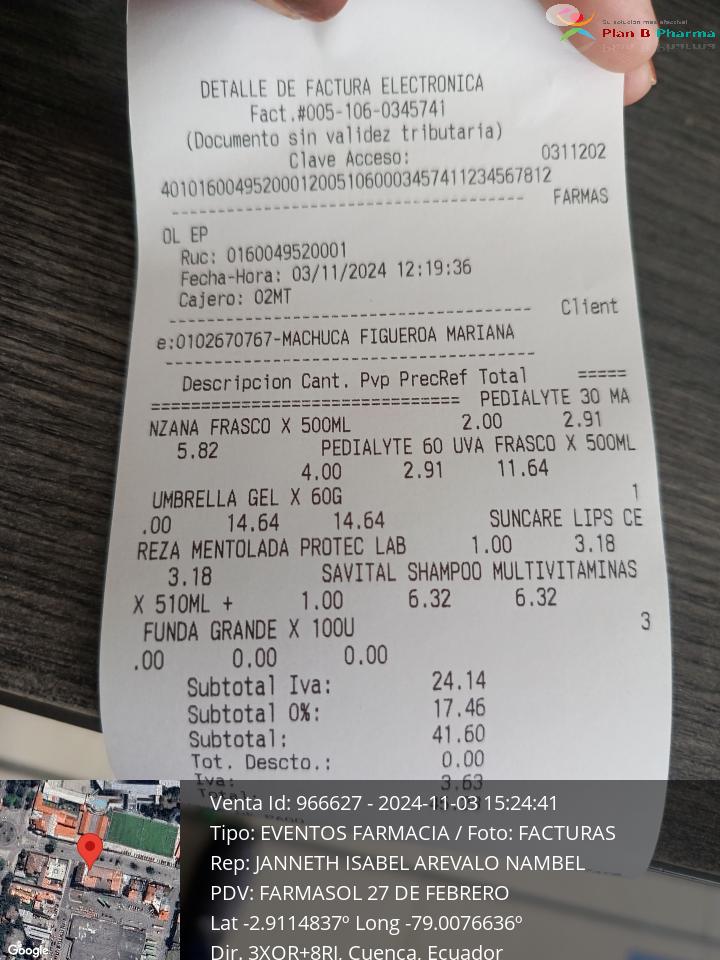 Su solución más efectiva!
Plan B Pharma
DETALLE DE FACTURA ELECTRONICA
Fact.#005-106-0345741
(Documento sin validez tributaria)
Clave Acceso: 0311202
401016004952000120051060003457411234567812
------------------------------------ FARMAS
OL EP
Ruc: 0160049520001
Fecha-Hora: 03/11/2024 12:19:36
Cajero: 02MT
------------------------------------ Client
e:0102670767-MACHUCA FIGUEROA MARIANA
------------------------------------
Descripcion Cant. Pvp PrecRef Total =====
=============================== PEDIALYTE 30 MA
NZANA FRASCO X 500ML 2.00 2.91
5.82 PEDIALYTE 60 UVA FRASCO X 500ML
4.00 2.91 11.64
UMBRELLA GEL X 60G 1
.00 14.64 14.64 SUNCARE LIPS CE
REZA MENTOLADA PROTEC LAB 1.00 3.18
3.18 SAVITAL SHAMPOO MULTIVITAMINAS
X 510ML + 1.00 6.32 6.32
FUNDA GRANDE X 100U 3
.00 0.00 0.00
Subtotal Iva: 24.14
Subtotal 0%: 17.46
Subtotal: 41.60
Tot. Descto.: 0.00
Iva: 3.63
Total:
Venta Id: 966627 - 2024-11-03 15:24:41
Tipo: EVENTOS FARMACIA / Foto: FACTURAS
Rep: JANNETH ISABEL AREVALO NAMBEL
PDV: FARMASOL 27 DE FEBRERO
Lat -2.9114837º Long -79.0076636º
Dir. 3XQR+8RJ, Cuenca, Ecuador
Google